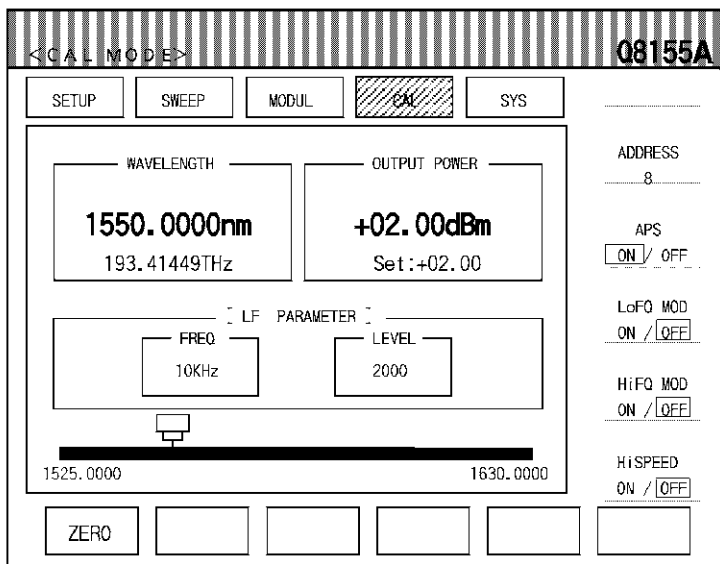 <CAL MODE>
Q8155A
SETUP SWEEP MODUL CAL SYS
WAVELENGTH
1550.0000nm
193.41449THz
OUTPUT POWER
+02.00dBm
Set:+02.00
[ LF PARAMETER ]
FREQ
10KHz
LEVEL
2000
1525.0000 1630.0000
ADDRESS
8
APS
ON / OFF
LoFQ MOD
ON / OFF
HiFQ MOD
ON / OFF
HiSPEED
ON / OFF
ZERO